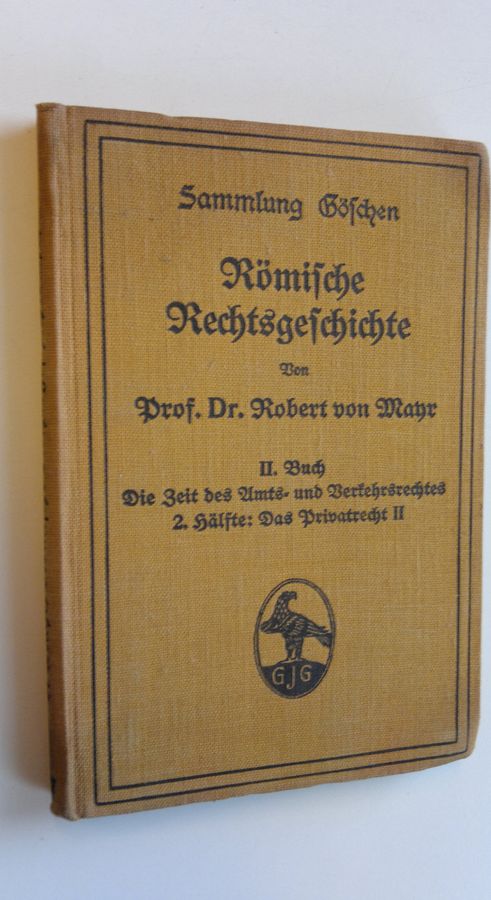 Sammlung Göschen
Römische
Rechtsgeschichte
Von
Prof. Dr. Robert von Mayr
II. Buch
Die Zeit des Amts- und Verkehrsrechtes
2. Hälfte: Das Privatrecht II
GJG